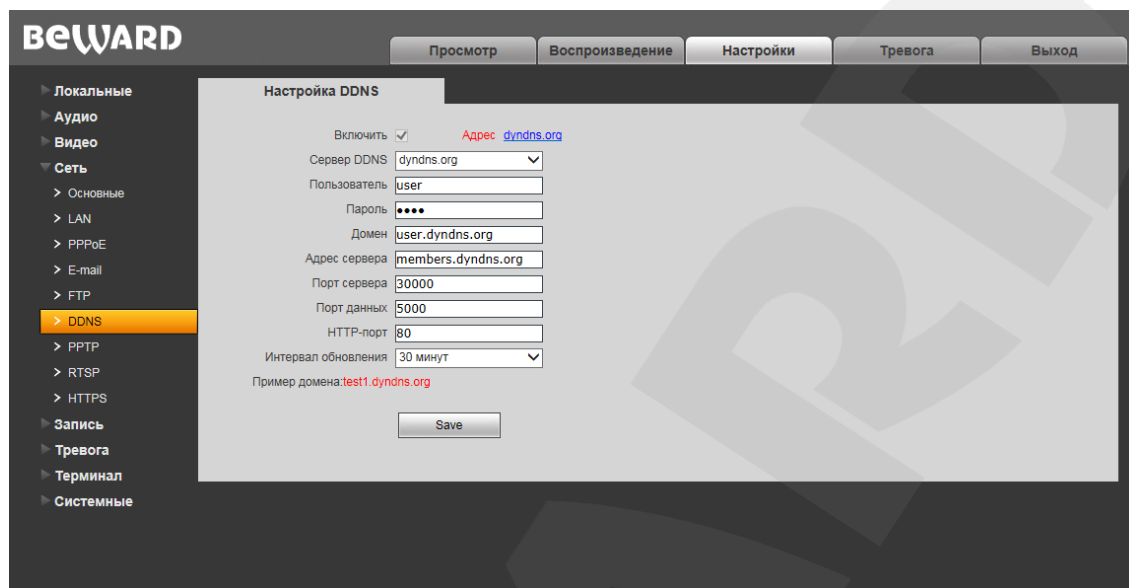 BEWARD
Просмотр Воспроизведение Настройки Тревога Выход
Локальные
Аудио
Видео
Сеть
Основные
LAN
PPPoE
E-mail
FTP
DDNS
PPTP
RTSP
HTTPS
Запись
Тревога
Терминал
Системные
Настройка DDNS
Включить Адрес dyndns.org
Сервер DDNS dyndns.org
Пользователь user
Пароль ••••
Домен user.dyndns.org
Адрес сервера members.dyndns.org
Порт сервера 30000
Порт данных 5000
HTTP-порт 80
Интервал обновления 30 минут
Пример домена:test1.dyndns.org
Save